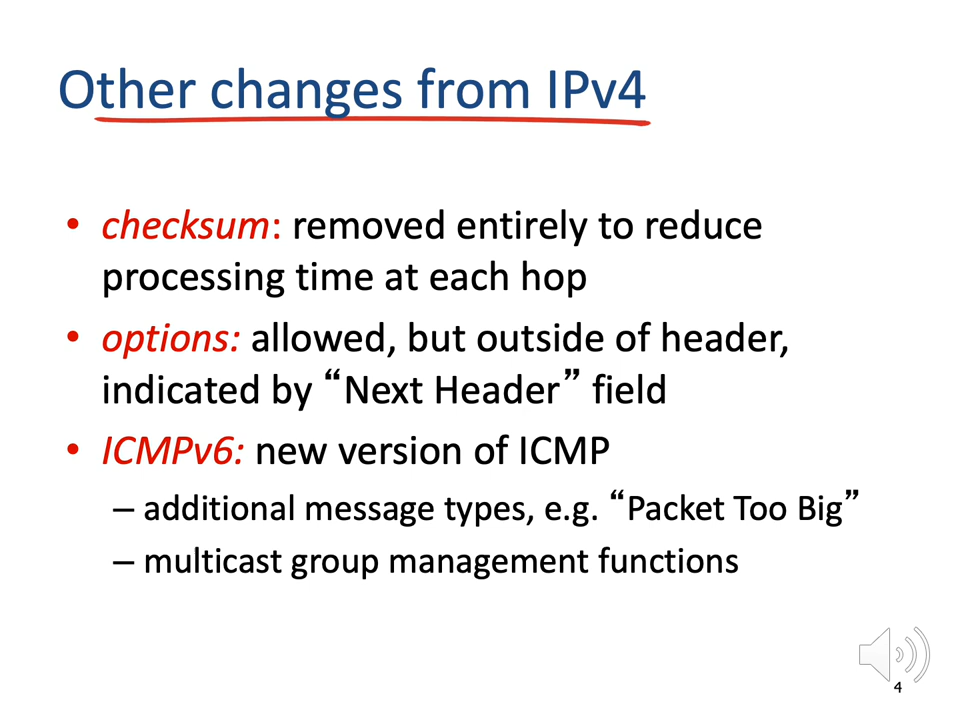 Other changes from IPv4
• checksum: removed entirely to reduce
processing time at each hop
• options: allowed, but outside of header,
indicated by “Next Header” field
• ICMPv6: new version of ICMP
– additional message types, e.g. “Packet Too Big”
– multicast group management functions
4